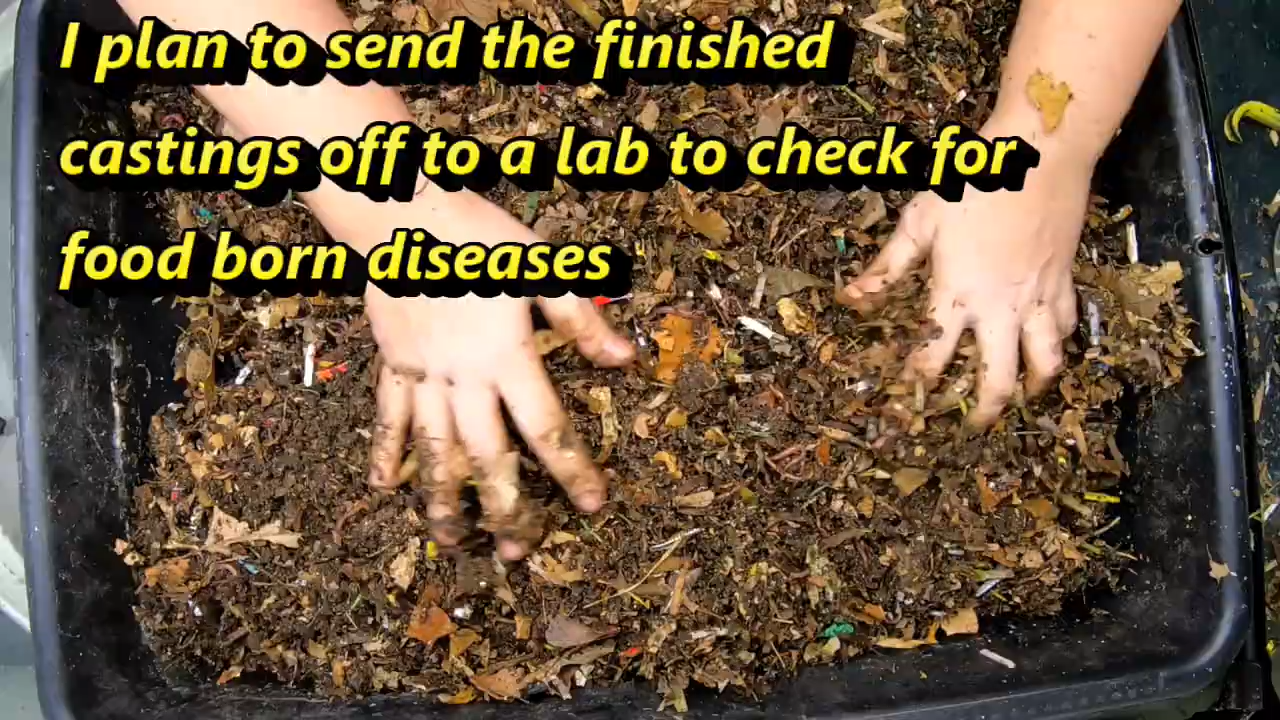 I plan to send the finished
castings off to a lab to check for
food born diseases